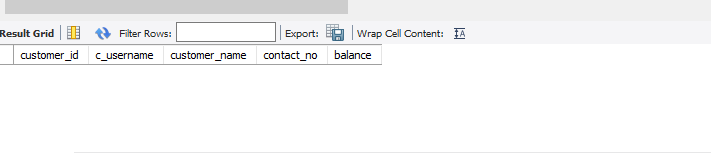 Result Grid Filter Rows: Export: Wrap Cell Content:
customer_id c_username customer_name contact_no balance